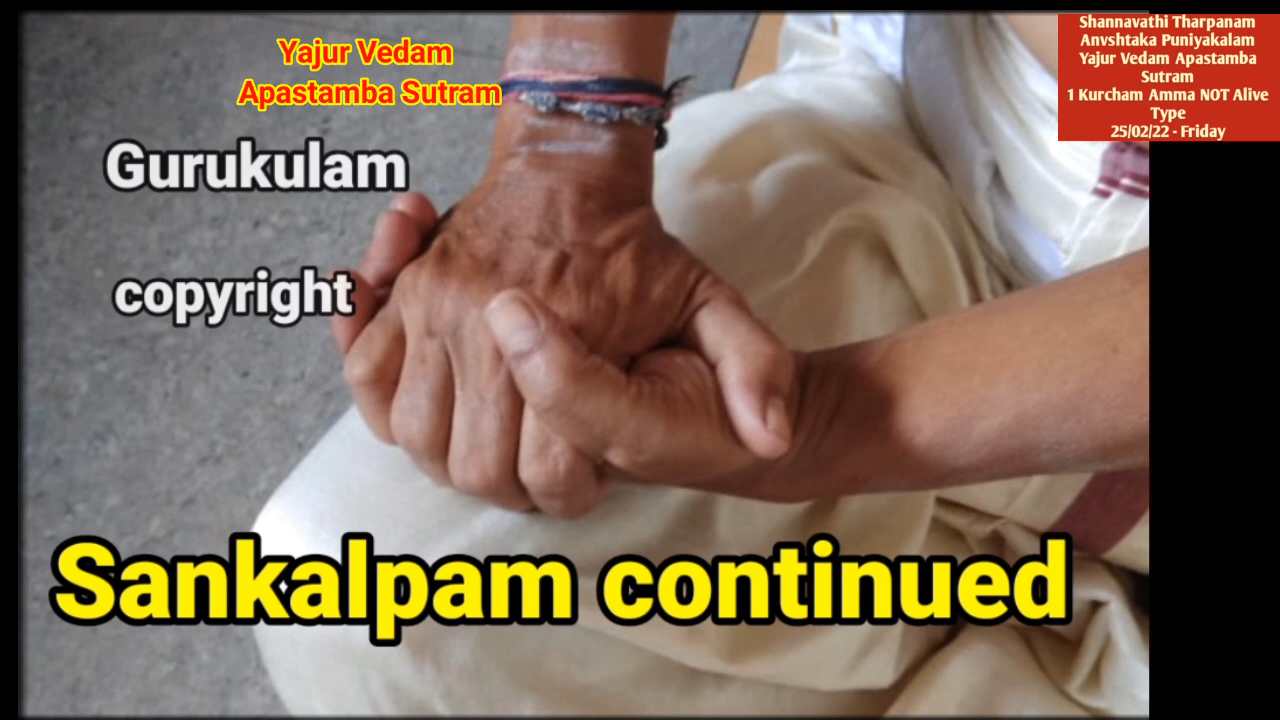 Yajur Vedam
Apastamba Sutram
Gurukulam
copyright
Sankalpam continued
Shannavathi Tharpanam
Anvshtaka Puniyakalam
Yajur Vedam Apastamba
Sutram
1 Kurcham Amma NOT Alive
Type
25/02/22 - Friday